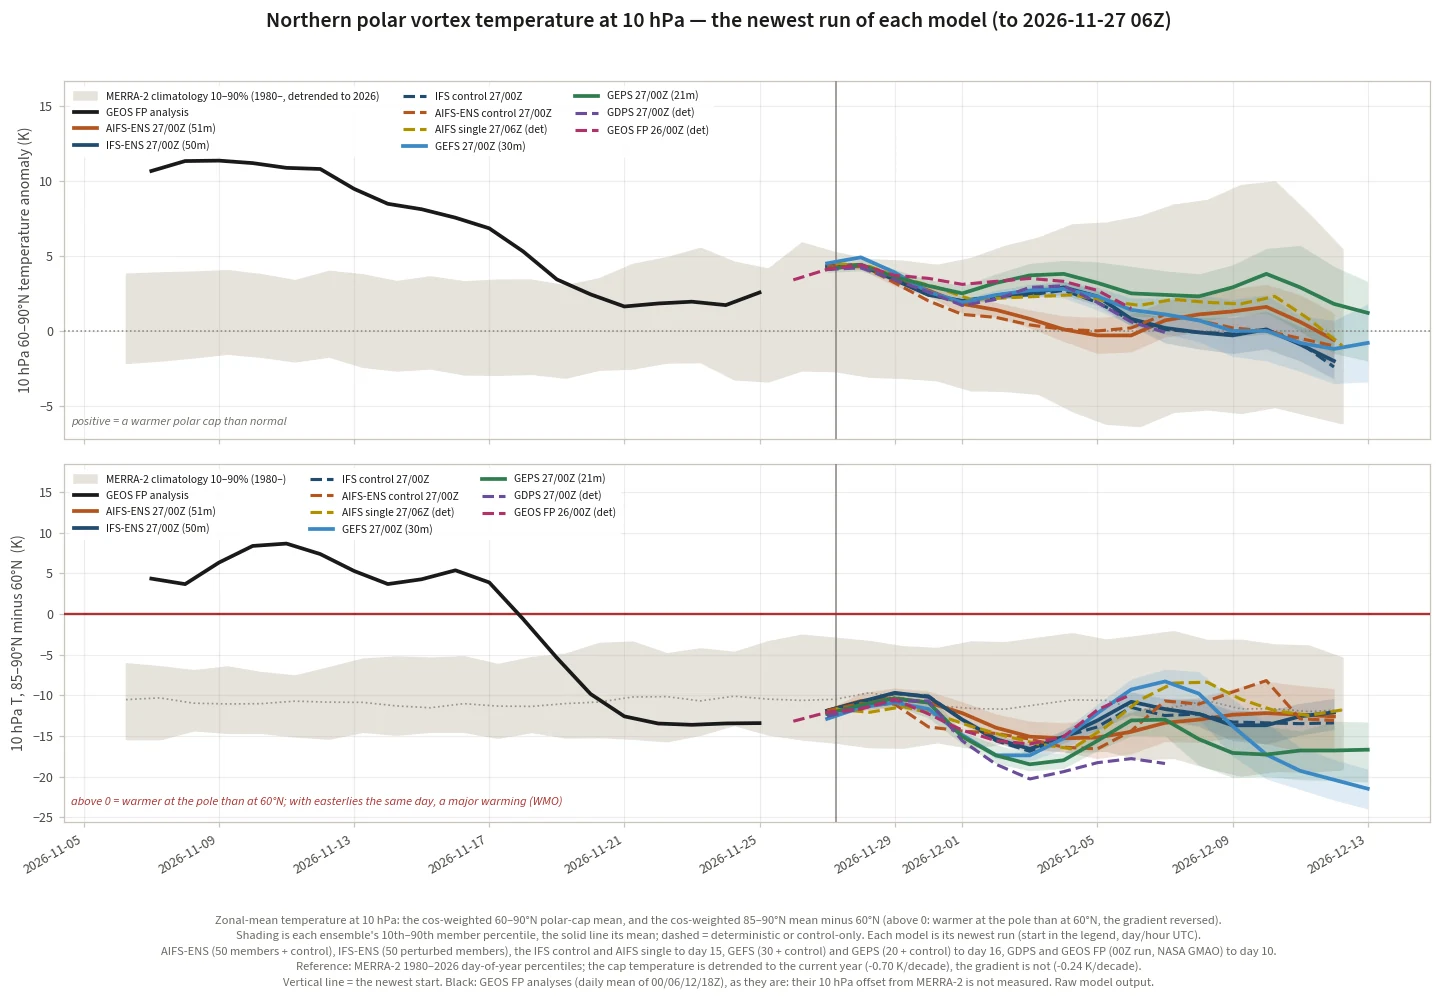 Northern polar vortex temperature at 10 hPa — the newest run of each model (to 2026-11-27 06Z)
10 hPa 60–90°N temperature anomaly (K)
15
10
5
0
−5
MERRA-2 climatology 10–90% (1980–, detrended to 2026)
GEOS FP analysis
AIFS-ENS 27/00Z (51m)
IFS-ENS 27/00Z (50m)
IFS control 27/00Z
AIFS-ENS control 27/00Z
AIFS single 27/06Z (det)
GEFS 27/00Z (30m)
GEPS 27/00Z (21m)
GDPS 27/00Z (det)
GEOS FP 26/00Z (det)
positive = a warmer polar cap than normal
10 hPa T, 85–90°N minus 60°N (K)
15
10
5
0
−5
−10
−15
−20
−25
MERRA-2 climatology 10–90% (1980–)
GEOS FP analysis
AIFS-ENS 27/00Z (51m)
IFS-ENS 27/00Z (50m)
IFS control 27/00Z
AIFS-ENS control 27/00Z
AIFS single 27/06Z (det)
GEFS 27/00Z (30m)
GEPS 27/00Z (21m)
GDPS 27/00Z (det)
GEOS FP 26/00Z (det)
above 0 = warmer at the pole than at 60°N; with easterlies the same day, a major warming (WMO)
2026-11-05
2026-11-09
2026-11-13
2026-11-17
2026-11-21
2026-11-25
2026-11-29
2026-12-01
2026-12-05
2026-12-09
2026-12-13
Zonal-mean temperature at 10 hPa: the cos-weighted 60–90°N polar-cap mean, and the cos-weighted 85–90°N mean minus 60°N (above 0: warmer at the pole than at 60°N, the gradient reversed).
Shading is each ensemble's 10th–90th member percentile, the solid line its mean; dashed = deterministic or control-only. Each model is its newest run (start in the legend, day/hour UTC).
AIFS-ENS (50 members + control), IFS-ENS (50 perturbed members), the IFS control and AIFS single to day 15, GEFS (30 + control) and GEPS (20 + control) to day 16, GDPS and GEOS FP (00Z run, NASA GMAO) to day 10.
Reference: MERRA-2 1980–2026 day-of-year percentiles; the cap temperature is detrended to the current year (-0.70 K/decade), the gradient is not (-0.24 K/decade).
Vertical line = the newest start. Black: GEOS FP analyses (daily mean of 00/06/12/18Z), as they are: their 10 hPa offset from MERRA-2 is not measured. Raw model output.